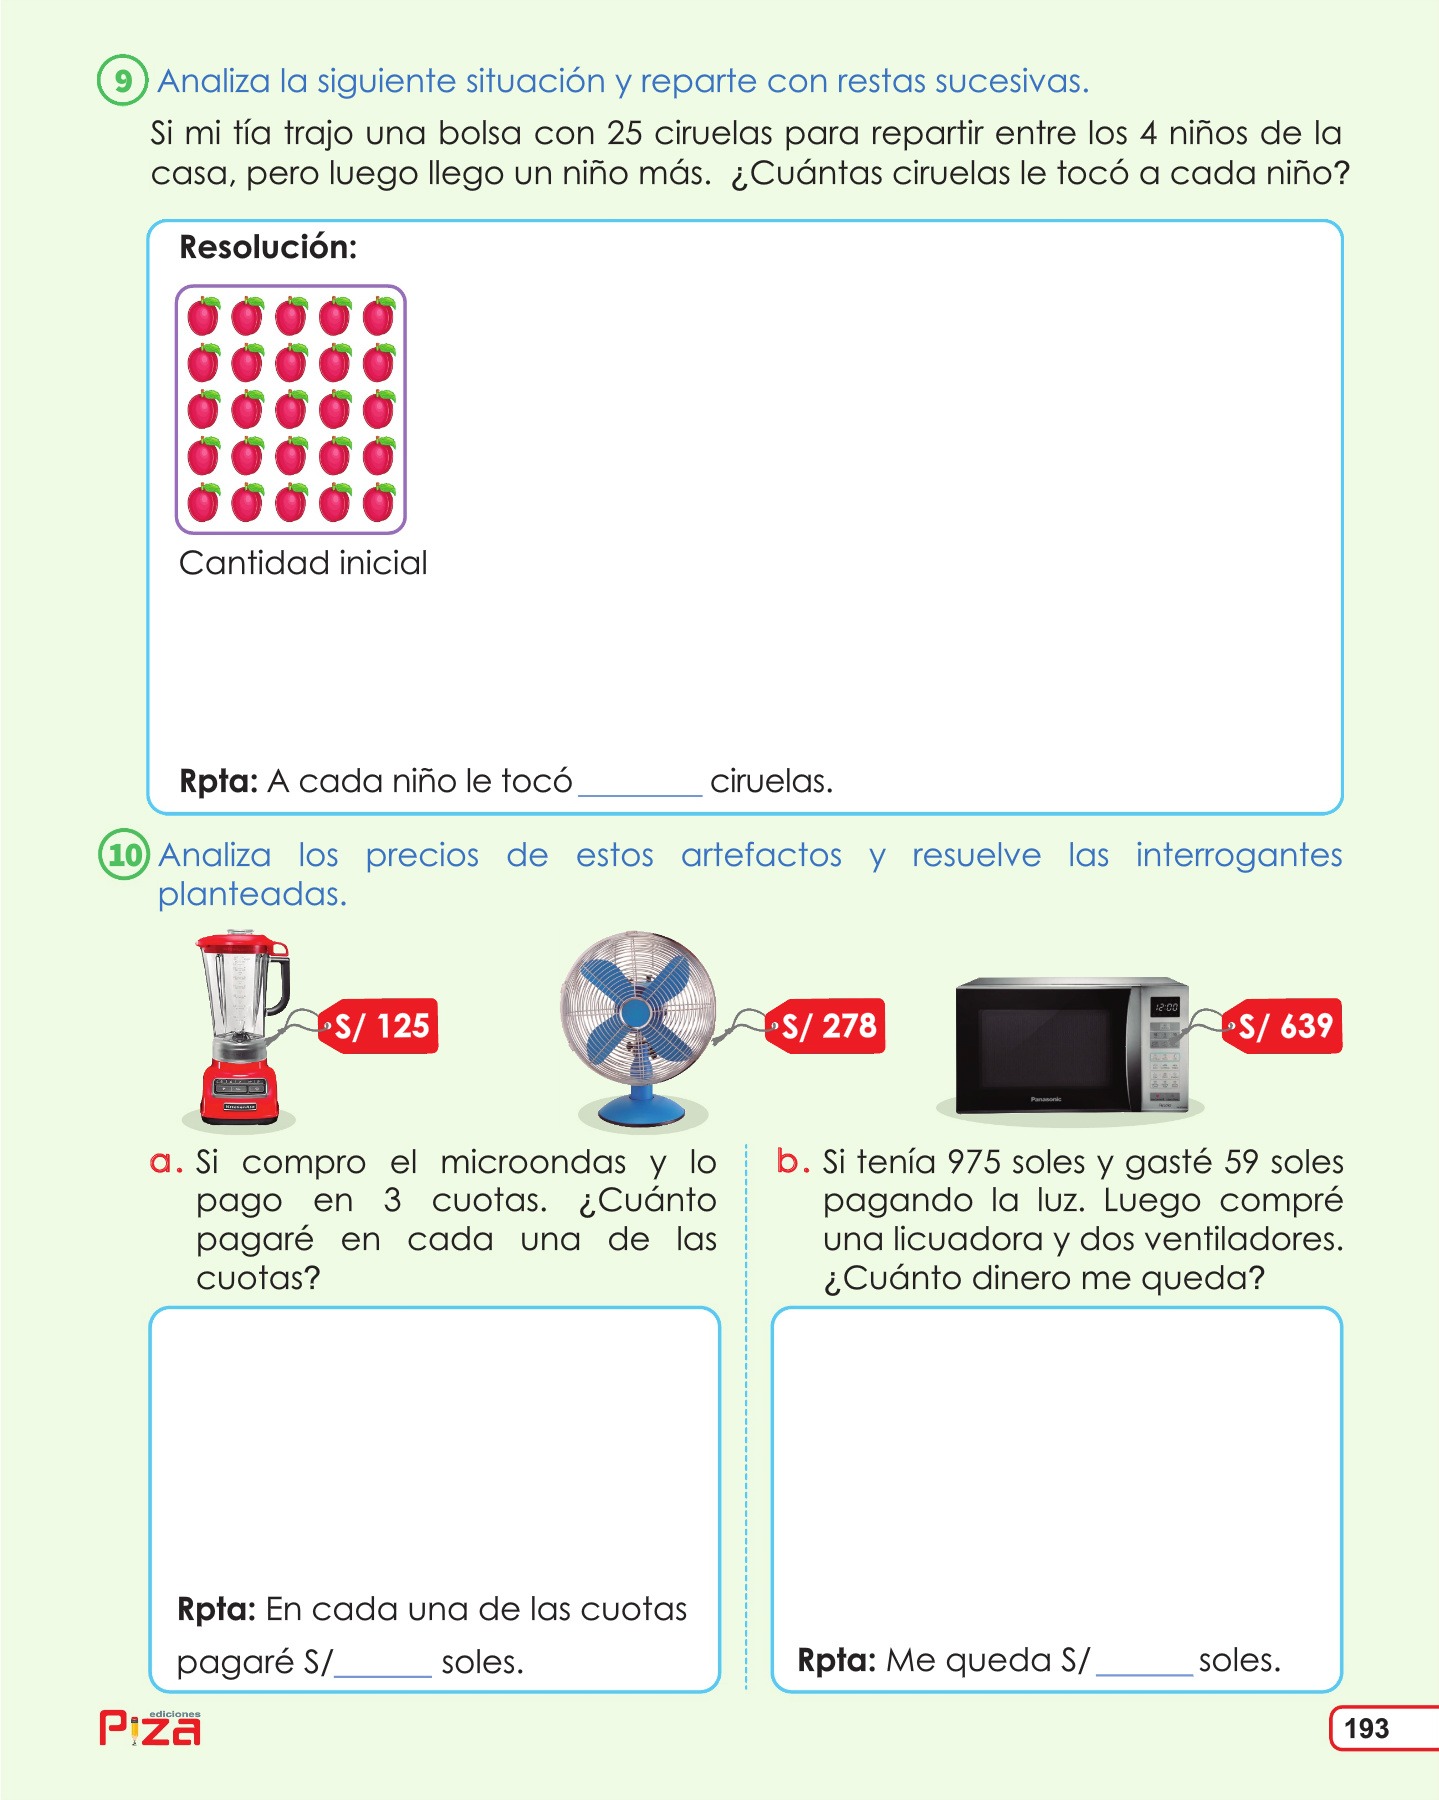 9 Analiza la siguiente situación y reparte con restas sucesivas.
Si mi tía trajo una bolsa con 25 ciruelas para repartir entre los 4 niños de la
casa, pero luego llego un niño más. ¿Cuántas ciruelas le tocó a cada niño?
Resolución:
Cantidad inicial
Rpta: A cada niño le tocó ciruelas.
10 Analiza los precios de estos artefactos y resuelve las interrogantes
planteadas.
S/ 125
S/ 278
12:00
S/ 639
Panasonic
KitchenAid
a. Si compro el microondas y lo
pago en 3 cuotas. ¿Cuánto
pagaré en cada una de las
cuotas?
Rpta: En cada una de las cuotas
pagaré S/ soles.
b. Si tenía 975 soles y gasté 59 soles
pagando la luz. Luego compré
una licuadora y dos ventiladores.
¿Cuánto dinero me queda?
Rpta: Me queda S/ soles.
ediciones
Piza
193